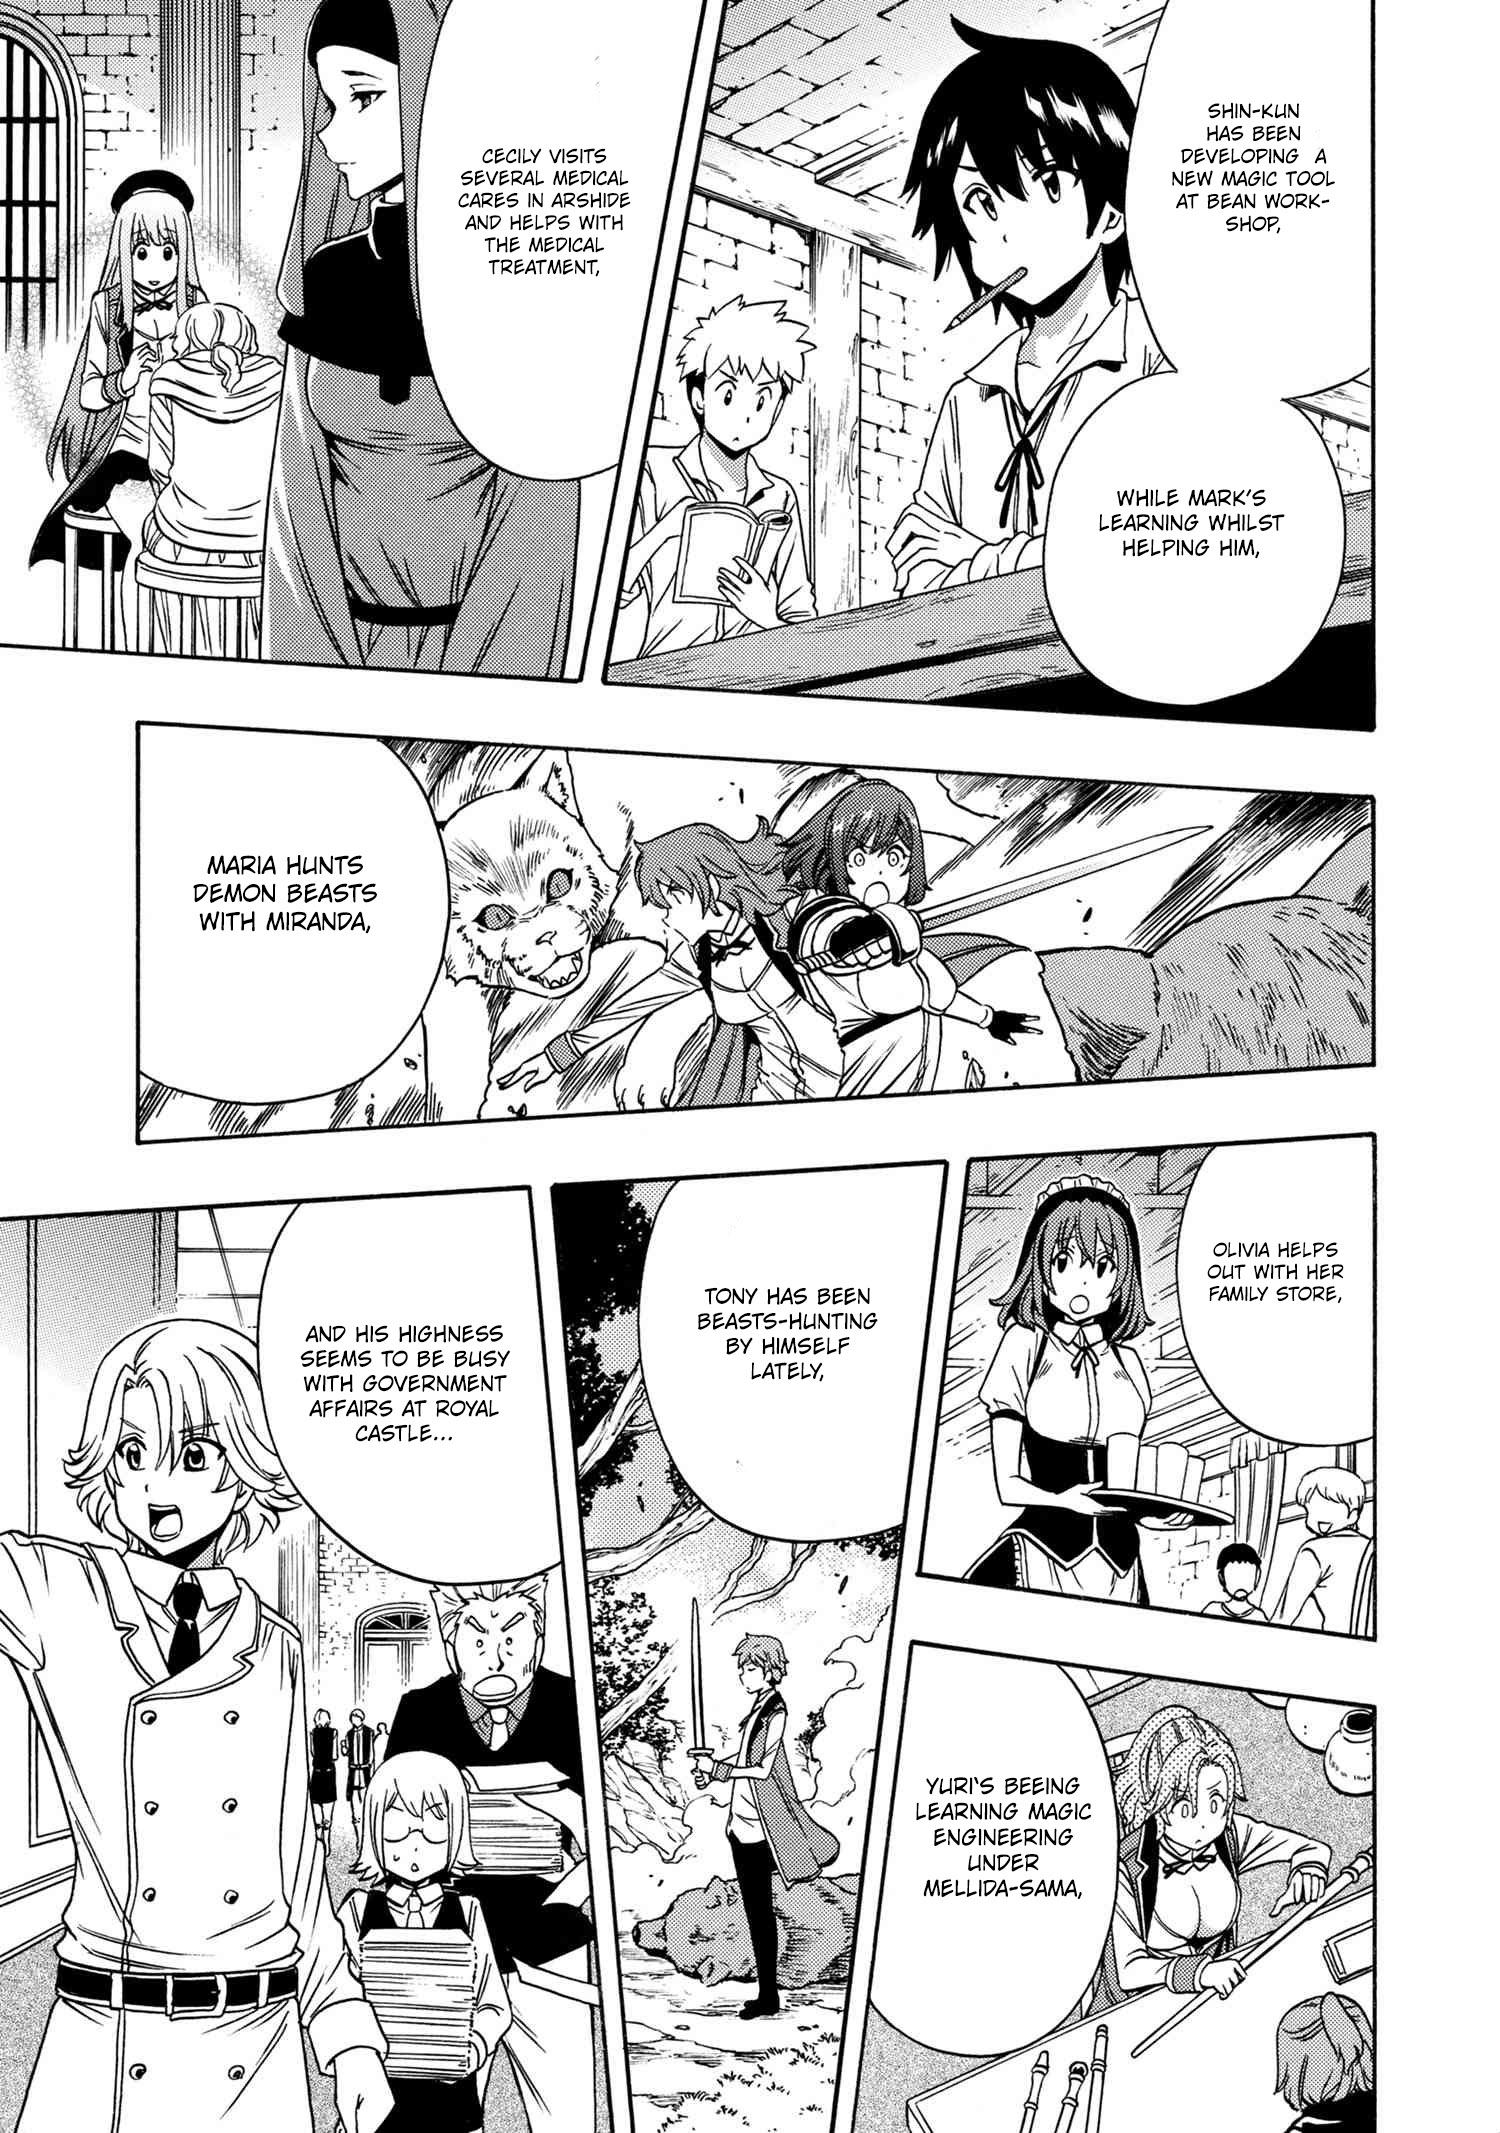 SHIN-KUN
HAS BEEN
DEVELOPING A
NEW MAGIC TOOL
AT BEAN WORK-
SHOP,
WHILE MARK'S
LEARNING WHILST
HELPING HIM,
CECILY VISITS
SEVERAL MEDICAL
CARES IN ARSHIDE
AND HELPS WITH
THE MEDICAL
TREATMENT,
MARIA HUNTS
DEMON BEASTS
WITH MIRANDA,
OLIVIA HELPS
OUT WITH HER
FAMILY STORE,
YURI'S BEEING
LEARNING MAGIC
ENGINEERING
UNDER
MELLIDA-SAMA,
TONY HAS BEEN
BEASTS-HUNTING
BY HIMSELF
LATELY,
AND HIS HIGHNESS
SEEMS TO BE BUSY
WITH GOVERNMENT
AFFAIRS AT ROYAL
CASTLE...